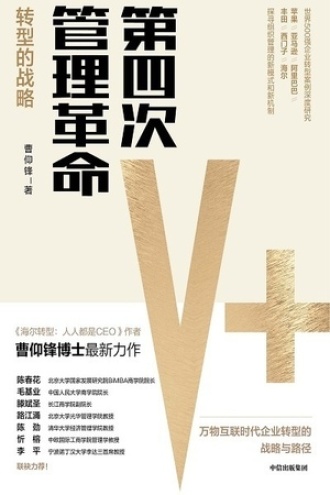 世界500强企业转型案例深度研究
苹果 // 亚马逊 // 阿里巴巴
丰田 // 西门子 // 海尔
探寻组织管理的新模式和新机制
第四次
管理革命
转型的战略
曹仰锋—著
V+
《海尔转型：人人都是CEO》作者
曹仰锋博士最新力作
陈春花 北京大学国家发展研究院BiMBA商学院院长
毛基业 中国人民大学商学院院长
滕斌圣 长江商学院副院长
路江涌 北京大学光华管理学院教授
陈劲 清华大学经济管理学院教授
忻榕 中欧国际工商学院管理学教授
李平 宁波诺丁汉大学李达三首席教授
联袂力荐！
万物互联时代企业转型的
战略与路径
中信出版集团